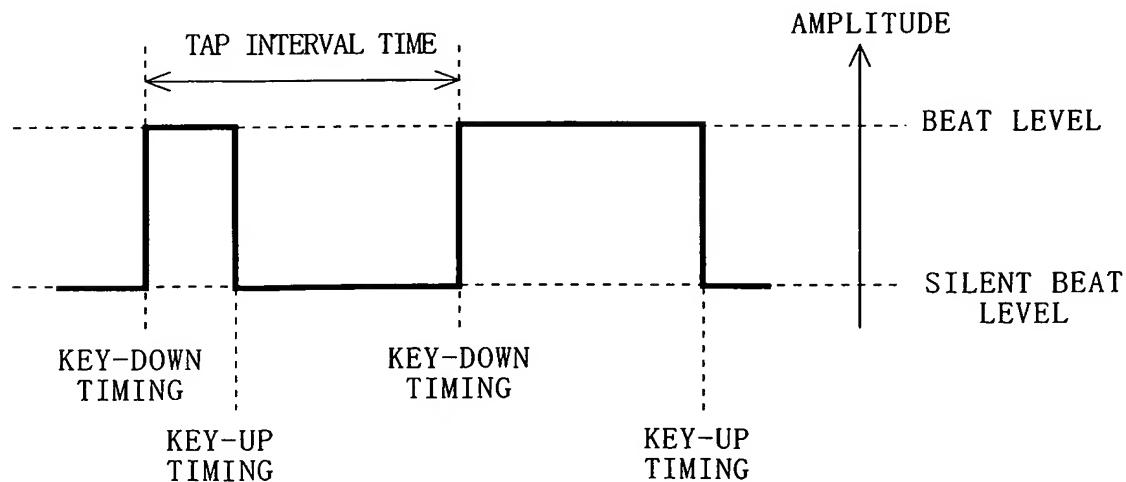 TAP INTERVAL TIME
AMPLITUDE
BEAT LEVEL
SILENT BEAT
LEVEL
KEY-DOWN
TIMING
KEY-DOWN
TIMING
KEY-UP
TIMING
KEY-UP
TIMING